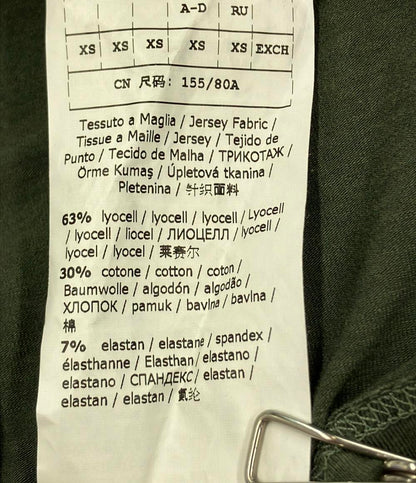 A-D RU
XS XS XS XS XS EXCH
CN 尺码: 155/80A
Tessuto a Maglia / Jersey Fabric /
Tissue a Maille / Jersey / Tejido de
Punto / Tecido de Malha / ТРИКОТАЖ /
Örme Kumaş / Úpletová tkanina /
Pletenina / 针织面料
63% lyocell / lyocell / lyocell / Lyocell
/ lyocell / liocel / ЛИОЦЕЛЛ / lyocell /
lyocel / lyocel / 莱赛尔
30% cotone / cotton / coton /
Baumwolle / algodón / algodão /
ХЛОПОК / pamuk / bavlna / bavlna /
棉
7% elastan / elastane / spandex /
élasthanne / Elasthan / elastano /
elastano / СПАНДЕКС / elastan /
elastan / elastan / 氨纶